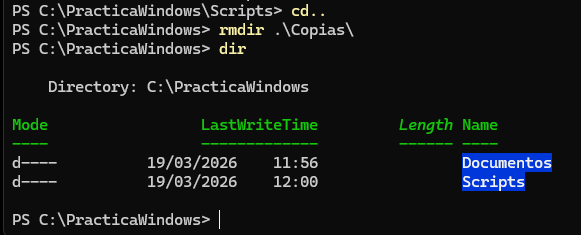 PS C:\PracticaWindows\Scripts> cd..
PS C:\PracticaWindows> rmdir .\Copias\
PS C:\PracticaWindows> dir
Directory: C:\PracticaWindows
Mode LastWriteTime Length Name
---- ------------- ------ ----
d---- 19/03/2026 11:56 Documentos
d---- 19/03/2026 12:00 Scripts
PS C:\PracticaWindows>